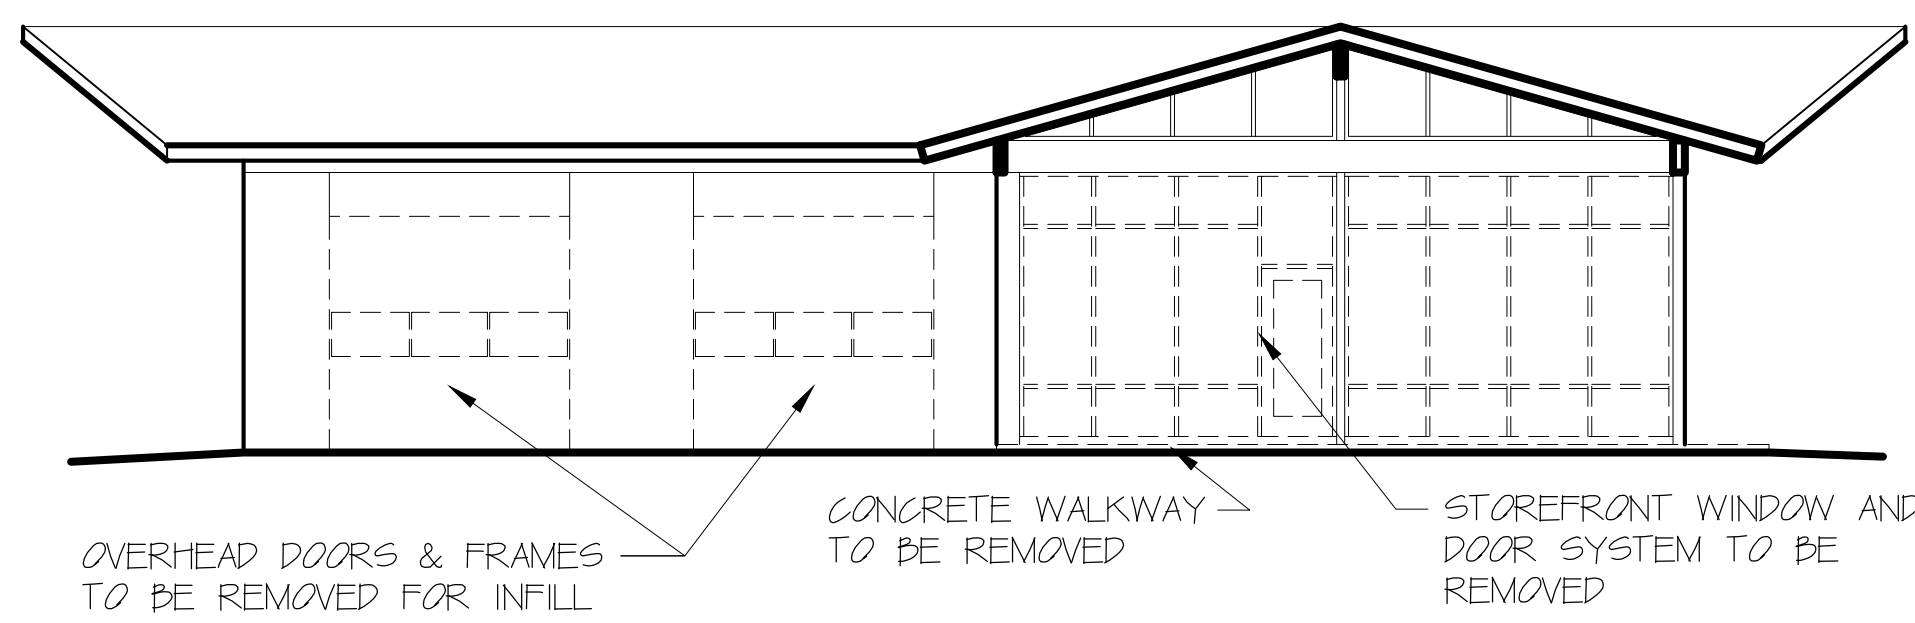 OVERHEAD DOORS & FRAMES
TO BE REMOVED FOR INFILL
CONCRETE WALKWAY
TO BE REMOVED
STOREFRONT WINDOW AND
DOOR SYSTEM TO BE
REMOVED